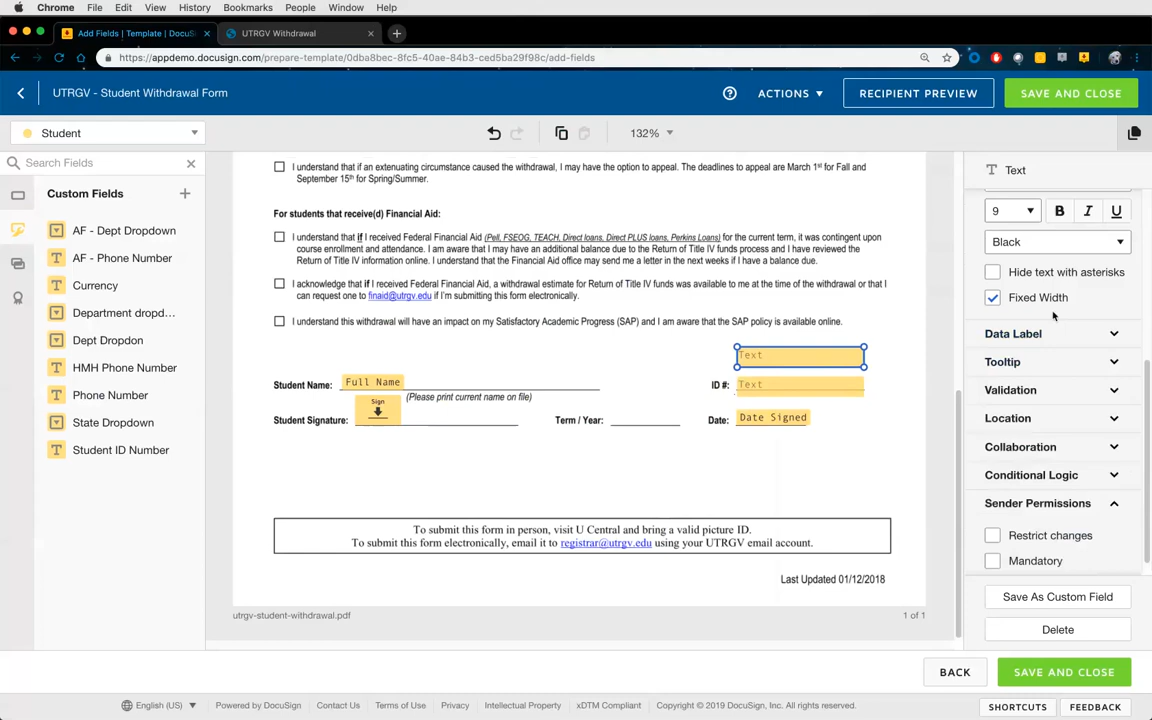 Chrome File Edit View History Bookmarks People Window Help
Add Fields | Template | DocuS
UTRGV Withdrawal
https://appdemo.docusign.com/prepare-template/0dba8bec-8fc5-40ae-84b3-ced5ba29f98c/add-fields
UTRGV - Student Withdrawal Form
ACTIONS
RECIPIENT PREVIEW
SAVE AND CLOSE
Student
132%
Search Fields
Custom Fields
AF - Dept Dropdown
AF - Phone Number
Currency
Department dropd...
Dept Dropdon
HMH Phone Number
Phone Number
State Dropdown
Student ID Number
I understand that if an extenuating circumstance caused the withdrawal, I may have the option to appeal. The deadlines to appeal are March 1st for Fall and
September 15th for Spring/Summer.
For students that receive(d) Financial Aid:
I understand that if I received Federal Financial Aid (Pell, FSEOG, TEACH, Direct loans, Direct PLUS loans, Perkins Loans) for the current term, it was contingent upon
course enrollment and attendance. I am aware that I may have an additional balance due to the Return of Title IV funds process and I have reviewed the
Return of Title IV information online. I understand that the Financial Aid office may send me a letter in the next weeks if I have a balance due.
I acknowledge that if I received Federal Financial Aid, a withdrawal estimate for Return of Title IV funds was available to me at the time of the withdrawal or that I
can request one to finaid@utrgv.edu if I'm submitting this form electronically.
I understand this withdrawal will have an impact on my Satisfactory Academic Progress (SAP) and I am aware that the SAP policy is available online.
Text
Student Name: Full Name ID #: Text
(Please print current name on file)
Sign
Student Signature: Term / Year: Date: Date Signed
To submit this form in person, visit U Central and bring a valid picture ID.
To submit this form electronically, email it to registrar@utrgv.edu using your UTRGV email account.
Last Updated 01/12/2018
utrgv-student-withdrawal.pdf
1 of 1
Text
9 B I U
Black
Hide text with asterisks
Fixed Width
Data Label
Tooltip
Validation
Location
Collaboration
Conditional Logic
Sender Permissions
Restrict changes
Mandatory
Save As Custom Field
Delete
BACK
SAVE AND CLOSE
English (US) Powered by DocuSign Contact Us Terms of Use Privacy Intellectual Property xDTM Compliant Copyright © 2019 DocuSign, Inc. All rights reserved.
SHORTCUTS
FEEDBACK